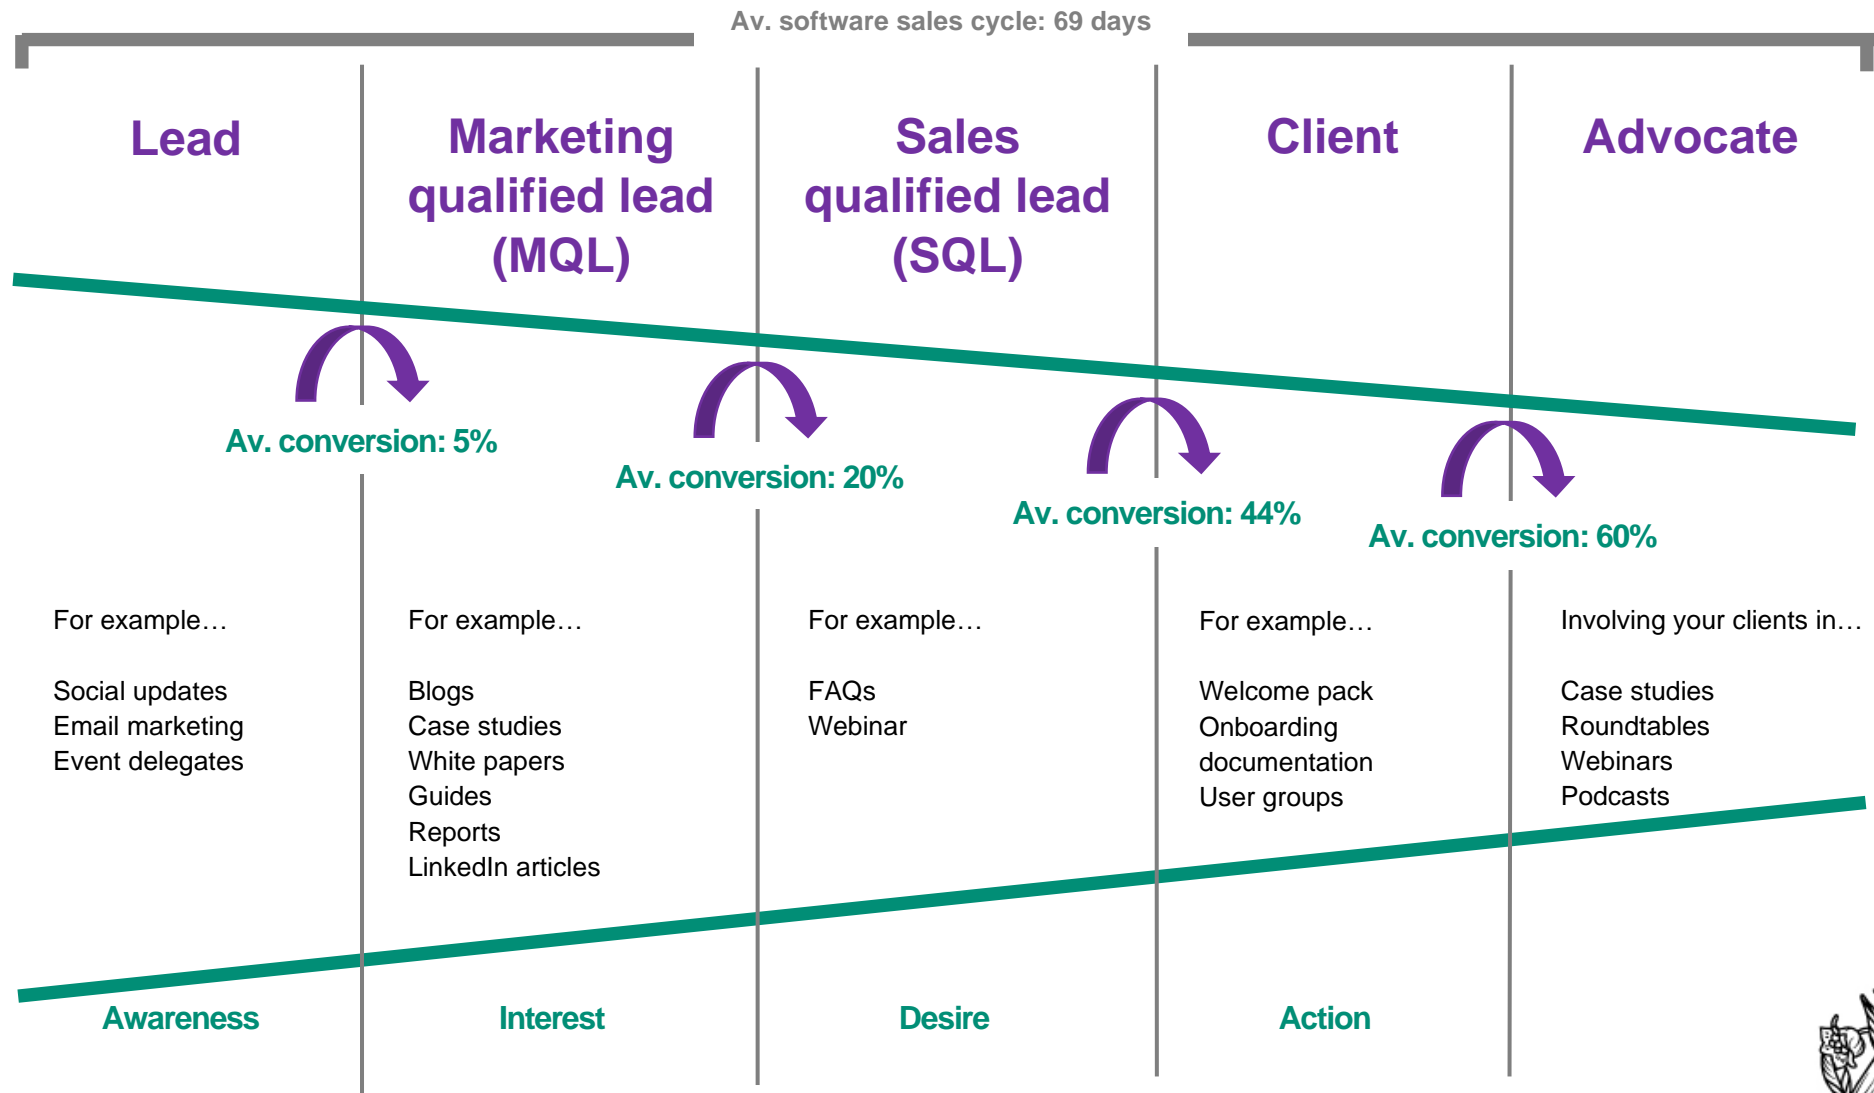 Av. software sales cycle: 69 days
Lead
Marketing
qualified lead
(MQL)
Sales
qualified lead
(SQL)
Client
Advocate
Av. conversion: 5%
Av. conversion: 20%
Av. conversion: 44%
Av. conversion: 60%
For example…
Social updates
Email marketing
Event delegates
For example…
Blogs
Case studies
White papers
Guides
Reports
LinkedIn articles
For example…
FAQs
Webinar
For example…
Welcome pack
Onboarding
documentation
User groups
Involving your clients in…
Case studies
Roundtables
Webinars
Podcasts
Awareness
Interest
Desire
Action